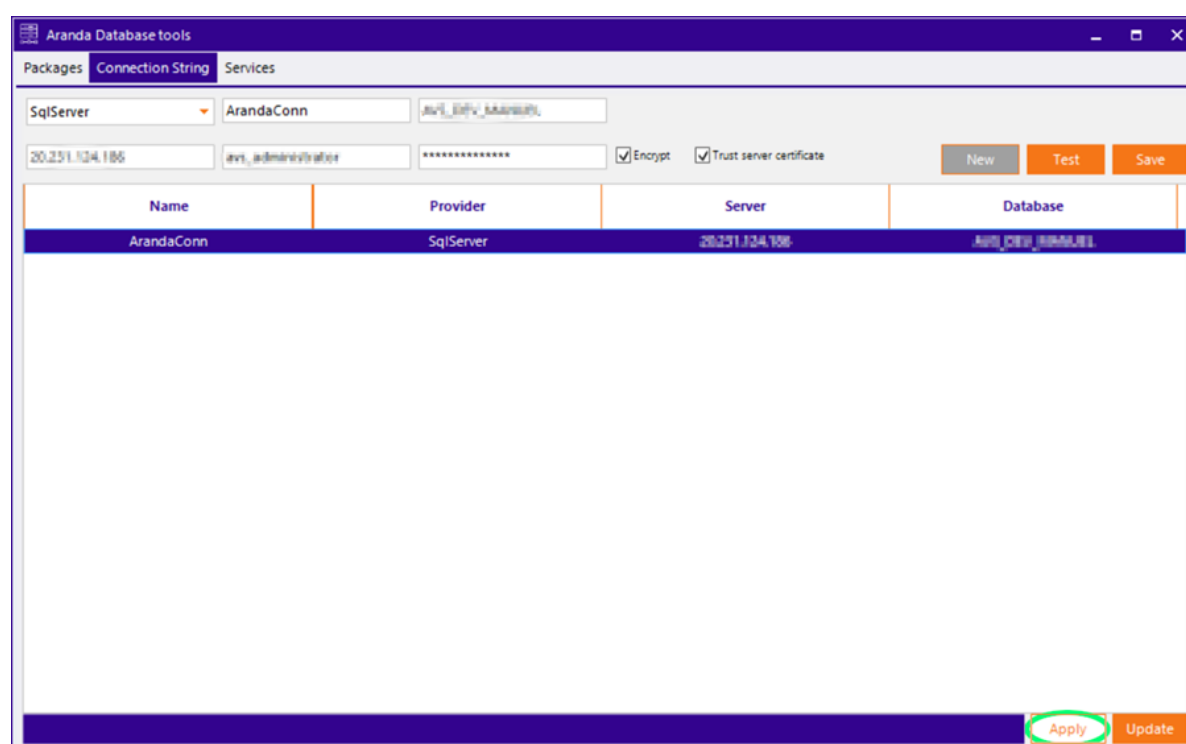 Aranda Database tools
Packages Connection String Services
SqlServer ArandaConn
20.251.124.186 avs_administrator ************** Encrypt Trust server certificate New Test Save
Name Provider Server Database
ArandaConn SqlServer
Apply Update